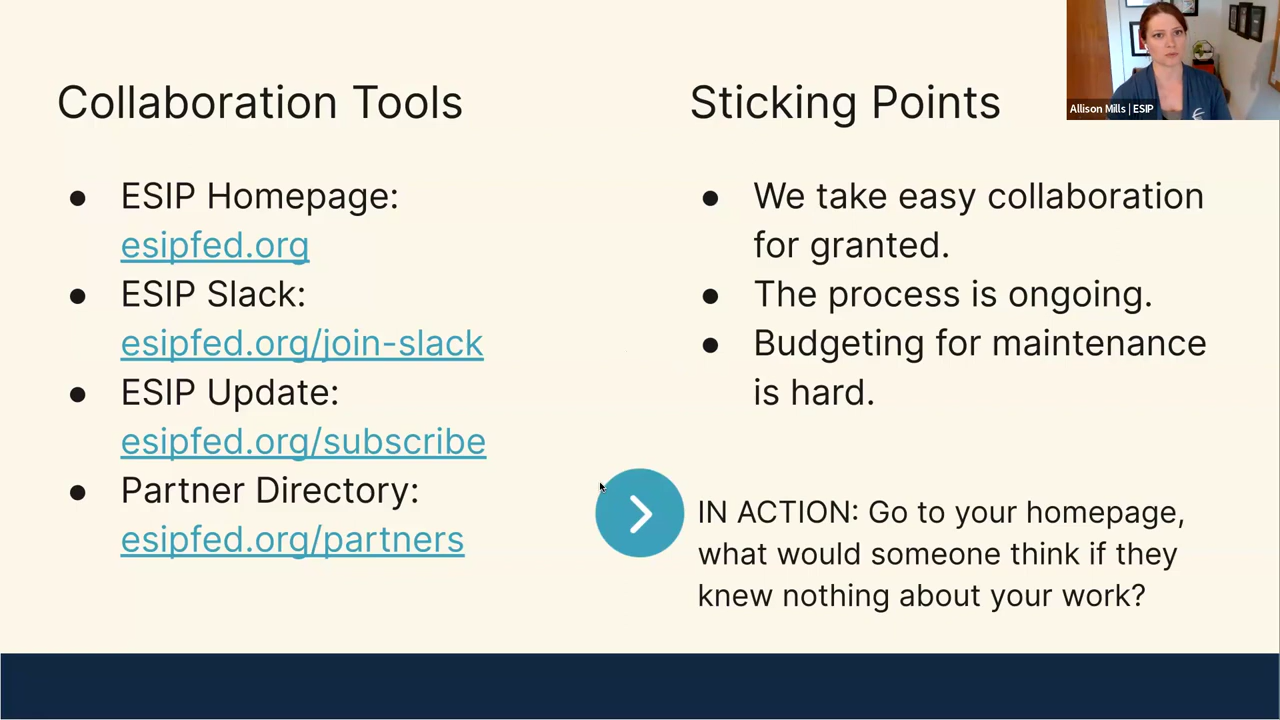 Collaboration Tools
● ESIP Homepage:
esipfed.org
● ESIP Slack:
esipfed.org/join-slack
● ESIP Update:
esipfed.org/subscribe
● Partner Directory:
esipfed.org/partners
Sticking Points
● We take easy collaboration
for granted.
● The process is ongoing.
● Budgeting for maintenance
is hard.
IN ACTION: Go to your homepage,
what would someone think if they
knew nothing about your work?
Allison Mills | ESIP